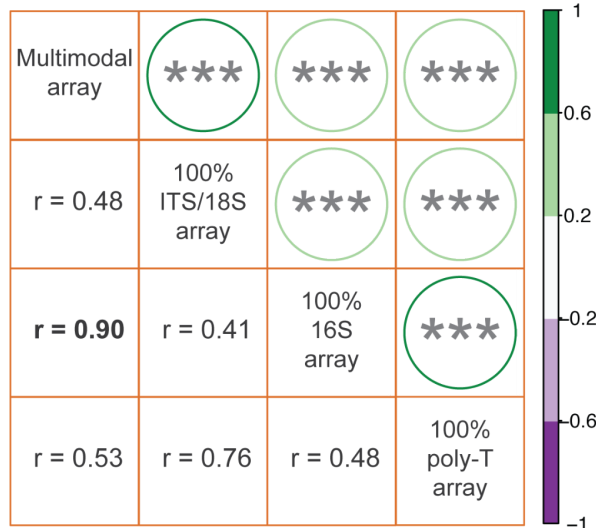 Multimodal
array
***
***
***
r = 0.48
100%
ITS/18S
array
***
***
r = 0.90
r = 0.41
100%
16S
array
***
r = 0.53
r = 0.76
r = 0.48
100%
poly-T
array
1
0.6
0.2
-0.2
-0.6
-1